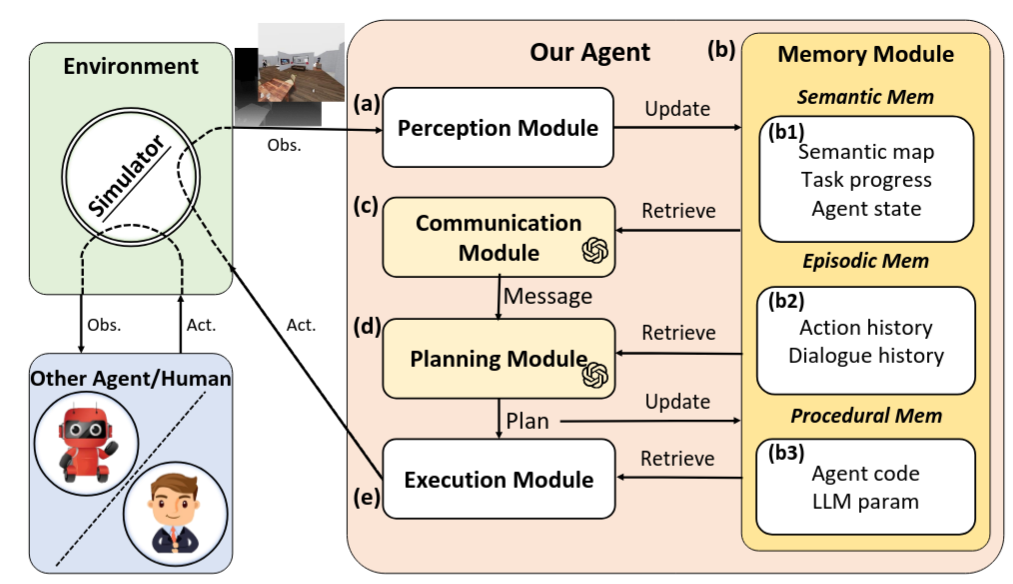 Environment
Simulator
Obs.
Act.
Other Agent/Human
Obs.
Act.
Our Agent
(a)
Perception Module
Update
(c)
Communication
Module
Retrieve
Message
(d)
Planning Module
Retrieve
Plan
Update
Execution Module
(e)
Retrieve
(b)
Memory Module
Semantic Mem
(b1)
Semantic map
Task progress
Agent state
Episodic Mem
(b2)
Action history
Dialogue history
Procedural Mem
(b3)
Agent code
LLM param